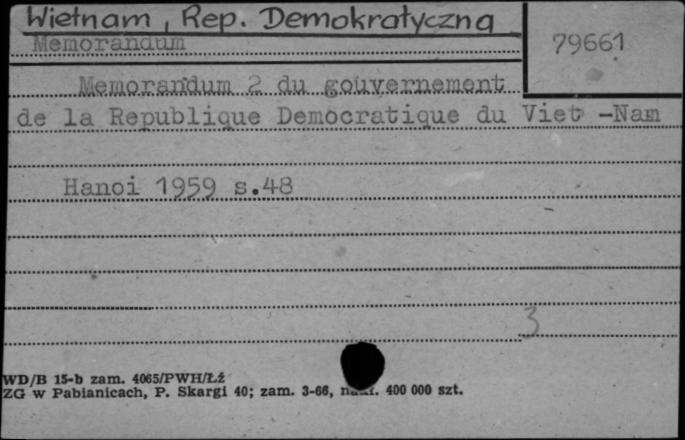 Wietnam, Rep. Demokratyczna
Memorandum
79661
Memorandum 2 du gouvernement
de la Republique Democratique du Viet -Nam
Hanoi 1959 s.48
3
WD/B 15-b zam. 4065/PWH/Łź
ZG w Pabianicach, P. Skargi 40; zam. 3-66, 400 000 szt.